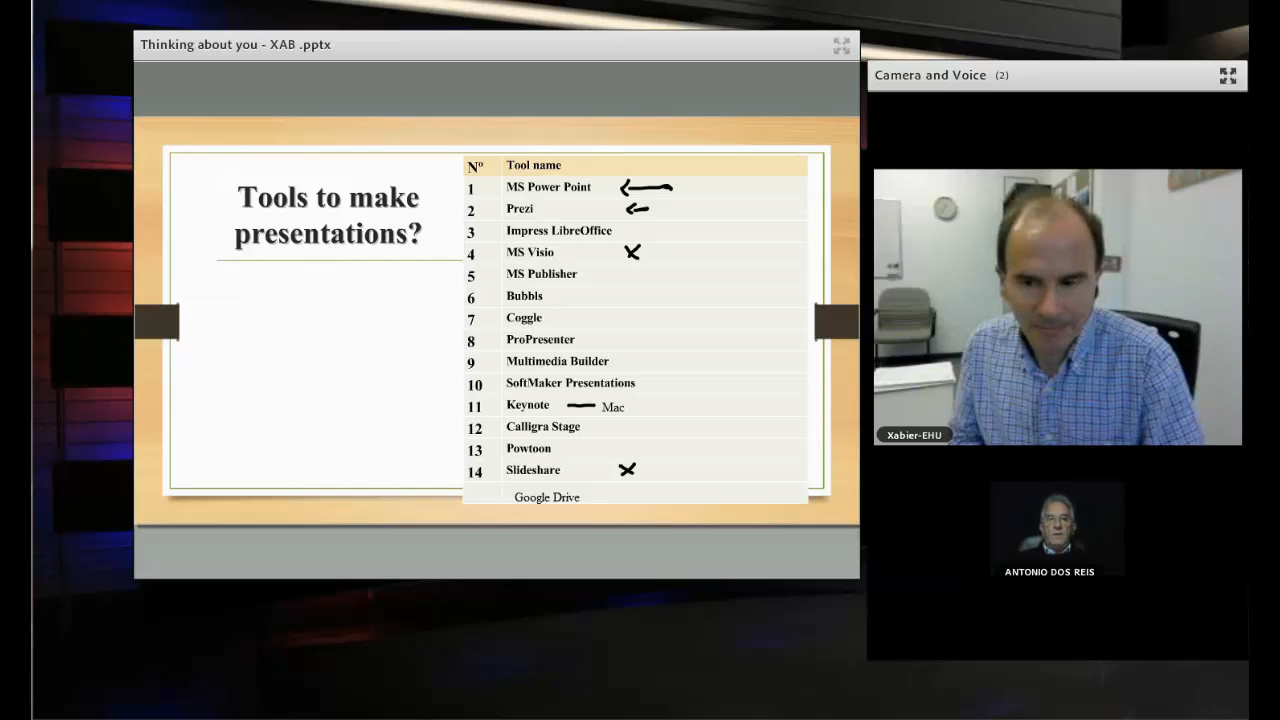 Thinking about you - XAB .pptx
Camera and Voice (2)
Tools to make
presentations?
Nº Tool name
1 MS Power Point
2 Prezi
3 Impress LibreOffice
4 MS Visio
5 MS Publisher
6 Bubbls
7 Coggle
8 ProPresenter
9 Multimedia Builder
10 SoftMaker Presentations
11 Keynote Mac
12 Calligra Stage
13 Powtoon
14 Slideshare
Google Drive
Xabier-EHU
ANTONIO DOS REIS